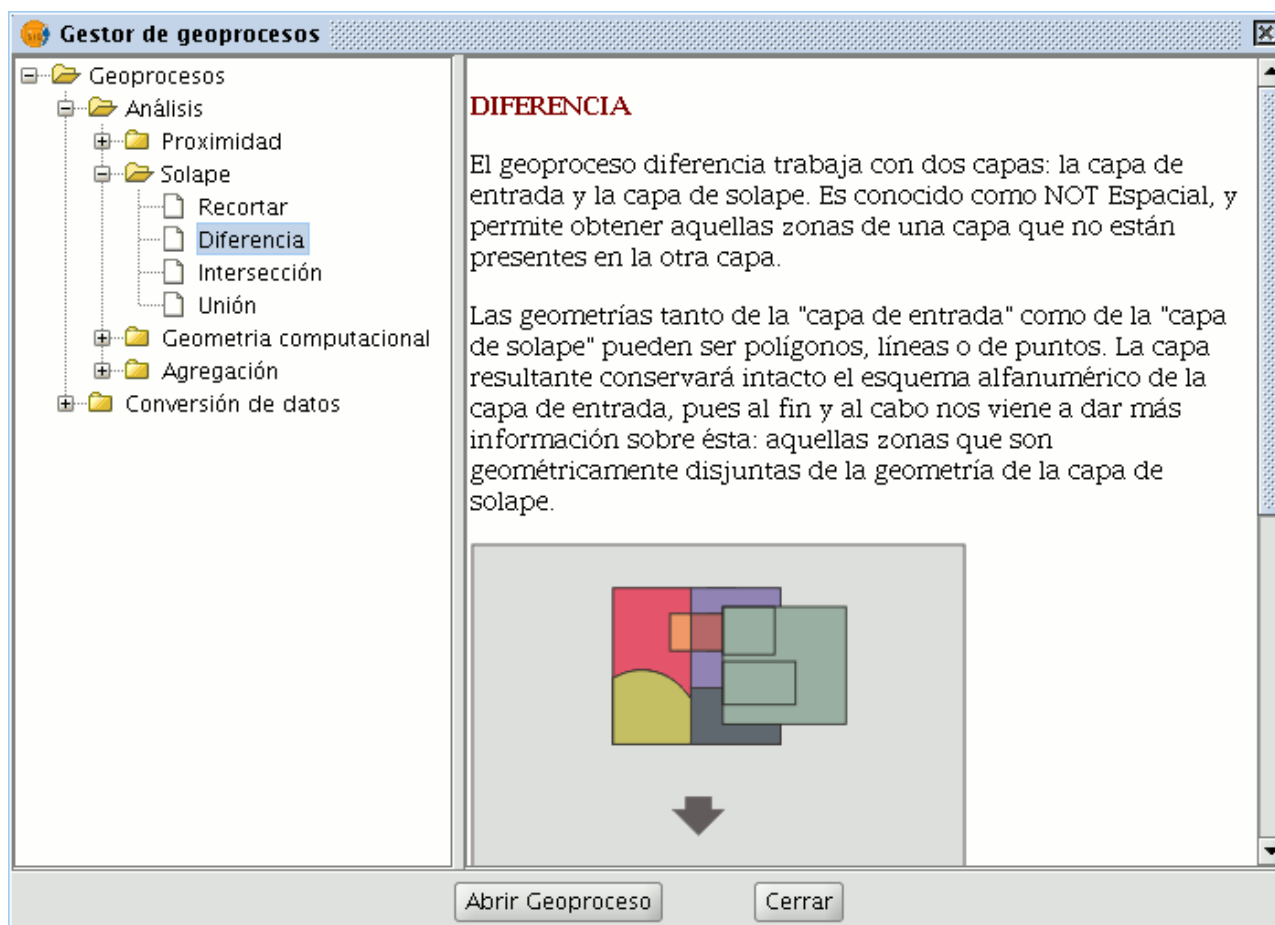 Gestor de geoprocesos
Geoprocesos
Análisis
Proximidad
Solape
Recortar
Diferencia
Intersección
Unión
Geometria computacional
Agregación
Conversión de datos
DIFERENCIA
El geoproceso diferencia trabaja con dos capas: la capa de
entrada y la capa de solape. Es conocido como NOT Espacial, y
permite obtener aquellas zonas de una capa que no están
presentes en la otra capa.
Las geometrías tanto de la "capa de entrada" como de la "capa
de solape" pueden ser polígonos, líneas o de puntos. La capa
resultante conservará intacto el esquema alfanumérico de la
capa de entrada, pues al fin y al cabo nos viene a dar más
información sobre ésta: aquellas zonas que son
geométricamente disjuntas de la geometría de la capa de
solape.
Abrir Geoproceso
Cerrar